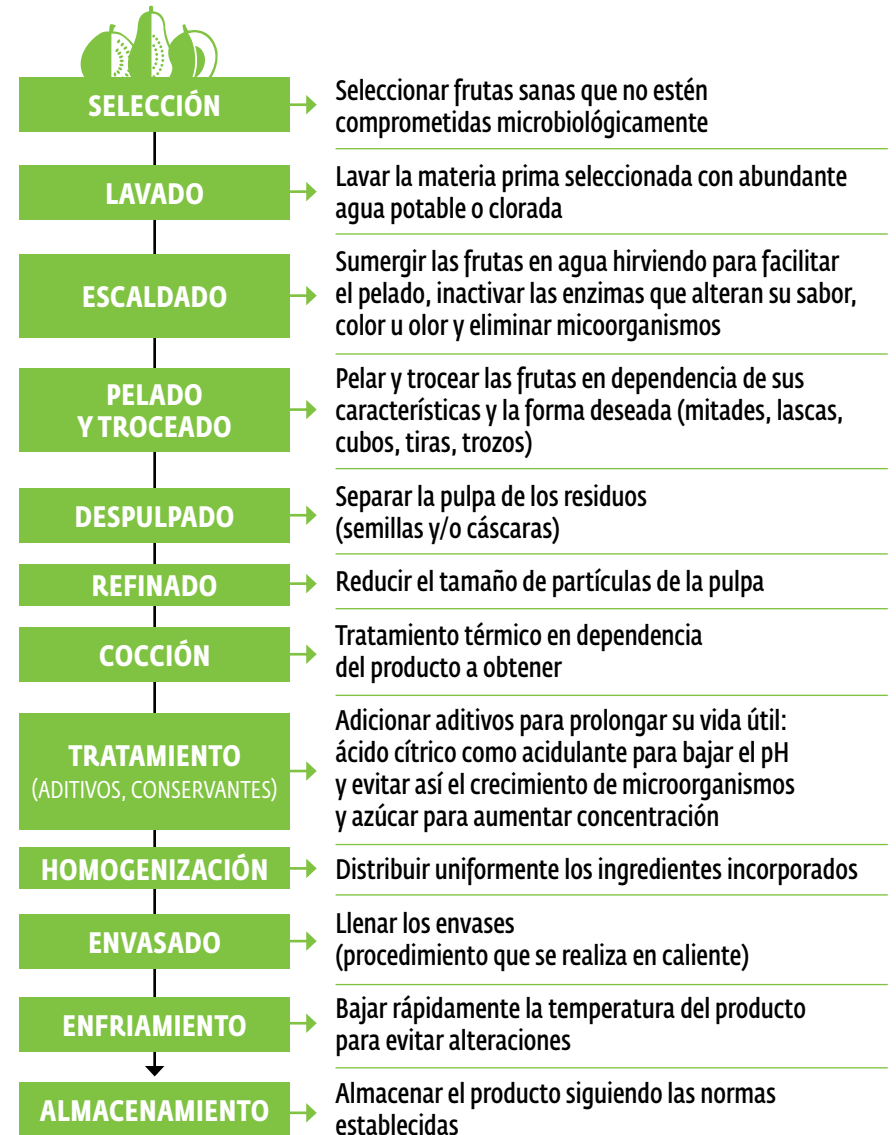 SELECCIÓN
Seleccionar frutas sanas que no estén
comprometidas microbiológicamente
LAVADO
Lavar la materia prima seleccionada con abundante
agua potable o clorada
ESCALDADO
Sumergir las frutas en agua hirviendo para facilitar
el pelado, inactivar las enzimas que alteran su sabor,
color u olor y eliminar micoorganismos
PELADO
Y TROCEADO
Pelar y trocear las frutas en dependencia de sus
características y la forma deseada (mitades, lascas,
cubos, tiras, trozos)
DESPULPADO
Separar la pulpa de los residuos
(semillas y/o cáscaras)
REFINADO
Reducir el tamaño de partículas de la pulpa
COCCIÓN
Tratamiento térmico en dependencia
del producto a obtener
TRATAMIENTO
(ADITIVOS, CONSERVANTES)
Adicionar aditivos para prolongar su vida útil:
ácido cítrico como acidulante para bajar el pH
y evitar así el crecimiento de microorganismos
y azúcar para aumentar concentración
HOMOGENIZACIÓN
Distribuir uniformemente los ingredientes incorporados
ENVASADO
Llenar los envases
(procedimiento que se realiza en caliente)
ENFRIAMIENTO
Bajar rápidamente la temperatura del producto
para evitar alteraciones
ALMACENAMIENTO
Almacenar el producto siguiendo las normas
establecidas